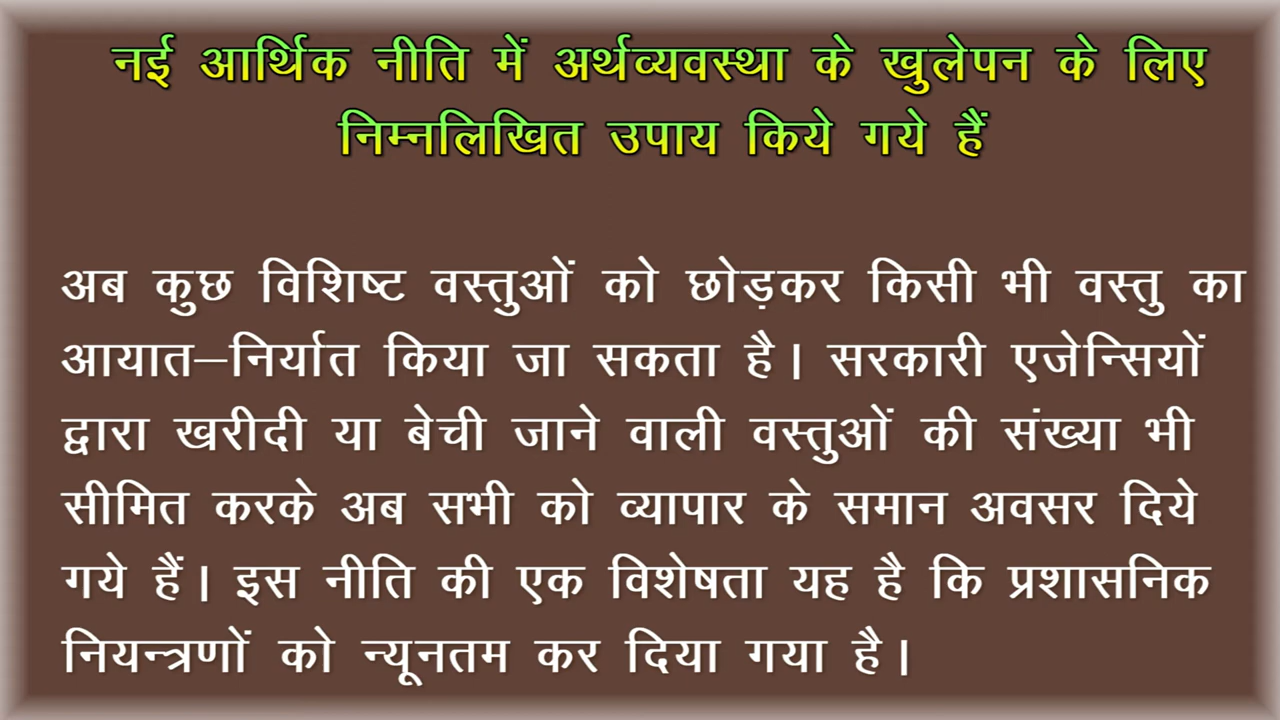 नई आर्थिक नीति में अर्थव्यवस्था के खुलेपन के लिए
निम्नलिखित उपाय किये गये हैं
अब कुछ विशिष्ट वस्तुओं को छोड़कर किसी भी वस्तु का
आयात–निर्यात किया जा सकता है। सरकारी एजेन्सियों
द्वारा खरीदी या बेची जाने वाली वस्तुओं की संख्या भी
सीमित करके अब सभी को व्यापार के समान अवसर दिये
गये हैं। इस नीति की एक विशेषता यह है कि प्रशासनिक
नियन्त्रणों को न्यूनतम कर दिया गया है।